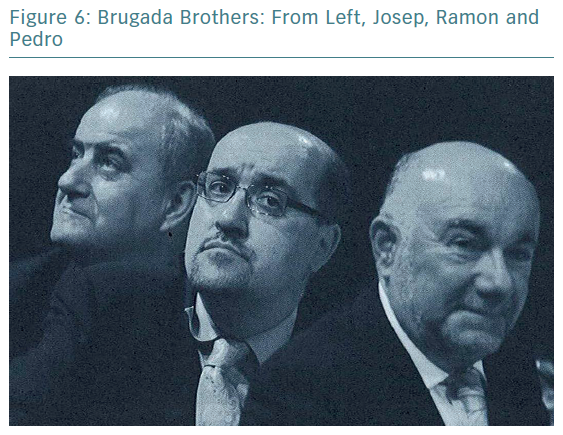 Figure 6: Brugada Brothers: From Left, Josep, Ramon and
Pedro